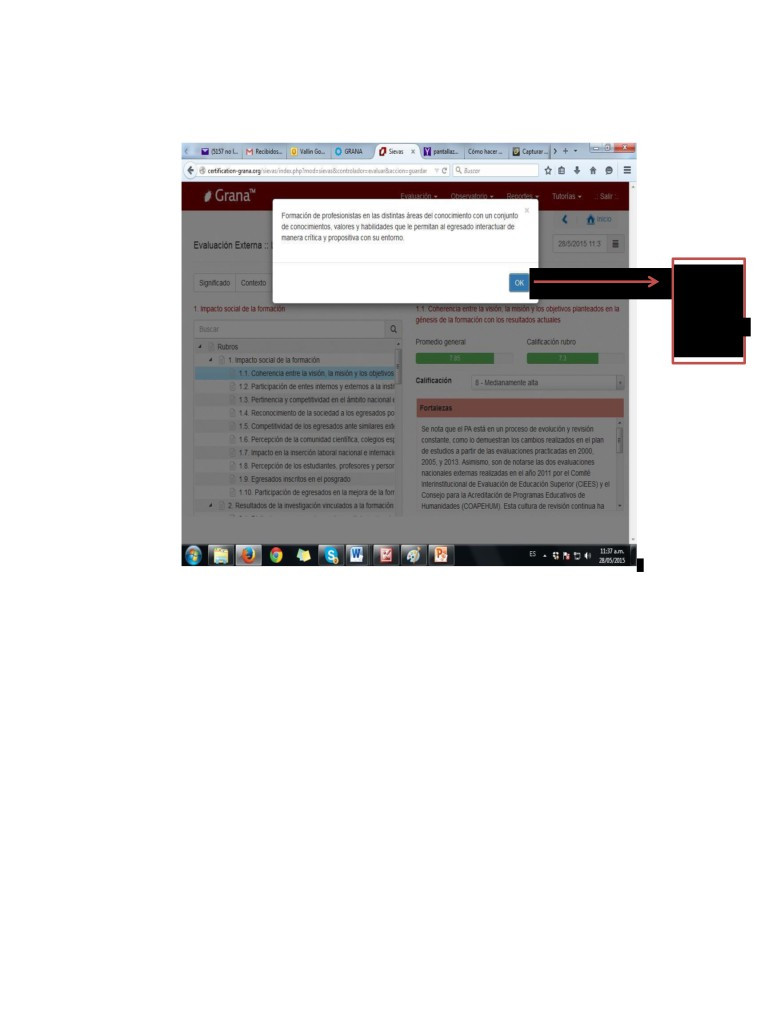 (5157 no l...
Recibidos...
Vallin Go...
GRANA
Sievas
pantallaz...
Cómo hacer ...
Capturar ...
certification-grana.org/sievas/index.php?mod=sievas&controlador=evaluar&accion=guardar
Buscar
Grana™
Evaluación
Observatorio
Reportes
Tutorías
.: Salir :.
Formación de profesionistas en las distintas áreas del conocimiento con un conjunto
de conocimientos, valores y habilidades que le permitan al egresado interactuar de
manera crítica y propositiva con su entorno.
OK
Inicio
Evaluación Externa ::
28/5/2015 11:3
Significado
Contexto
1. Impacto social de la formación
Buscar
Rubros
1. Impacto social de la formación
1.1. Coherencia entre la visión, la misión y los objetivos
1.2. Participación de entes internos y externos a la insti
1.3. Pertinencia y competitividad en el ámbito nacional e
1.4. Reconocimiento de la sociedad a los egresados po
1.5. Competitividad de los egresados ante similares ext
1.6. Percepción de la comunidad científica, colegios esp
1.7. Impacto en la inserción laboral nacional e internaci
1.8. Percepción de los estudiantes, profesores y person
1.9. Egresados inscritos en el posgrado
1.10. Participación de egresados en la mejora de la forr
2. Resultados de la investigación vinculados a la formación
1.1. Coherencia entre la visión, la misión y los objetivos planteados en la
génesis de la formación con los resultados actuales
Promedio general
Calificación rubro
Calificación
8 - Medianamente alta
Fortalezas
Se nota que el PA está en un proceso de evolución y revisión
constante, como lo demuestran los cambios realizados en el plan
de estudios a partir de las evaluaciones practicadas en 2000,
2005, y 2013. Asimismo, son de notarse las dos evaluaciones
nacionales externas realizadas en el año 2011 por el Comité
Interinstitucional de Evaluación de Educación Superior (CIEES) y el
Consejo para la Acreditación de Programas Educativos de
Humanidades (COAPEHUM). Esta cultura de revisión continua ha
ES
11:37 a.m.
28/05/2015